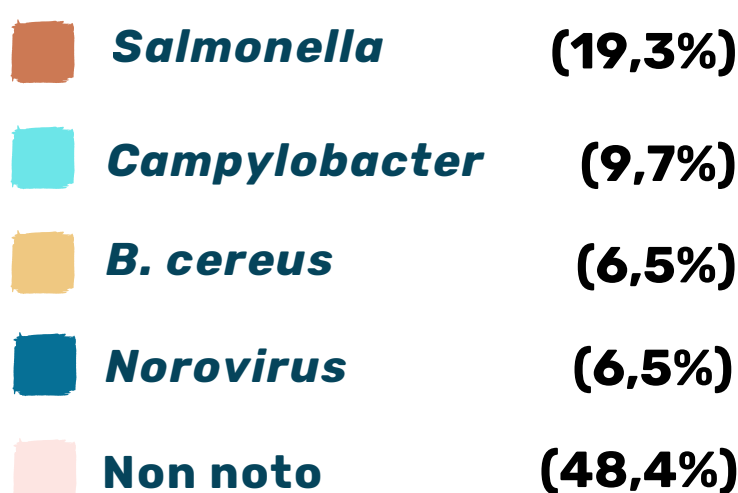 Salmonella (19,3%)
Campylobacter (9,7%)
B. cereus (6,5%)
Norovirus (6,5%)
Non noto (48,4%)